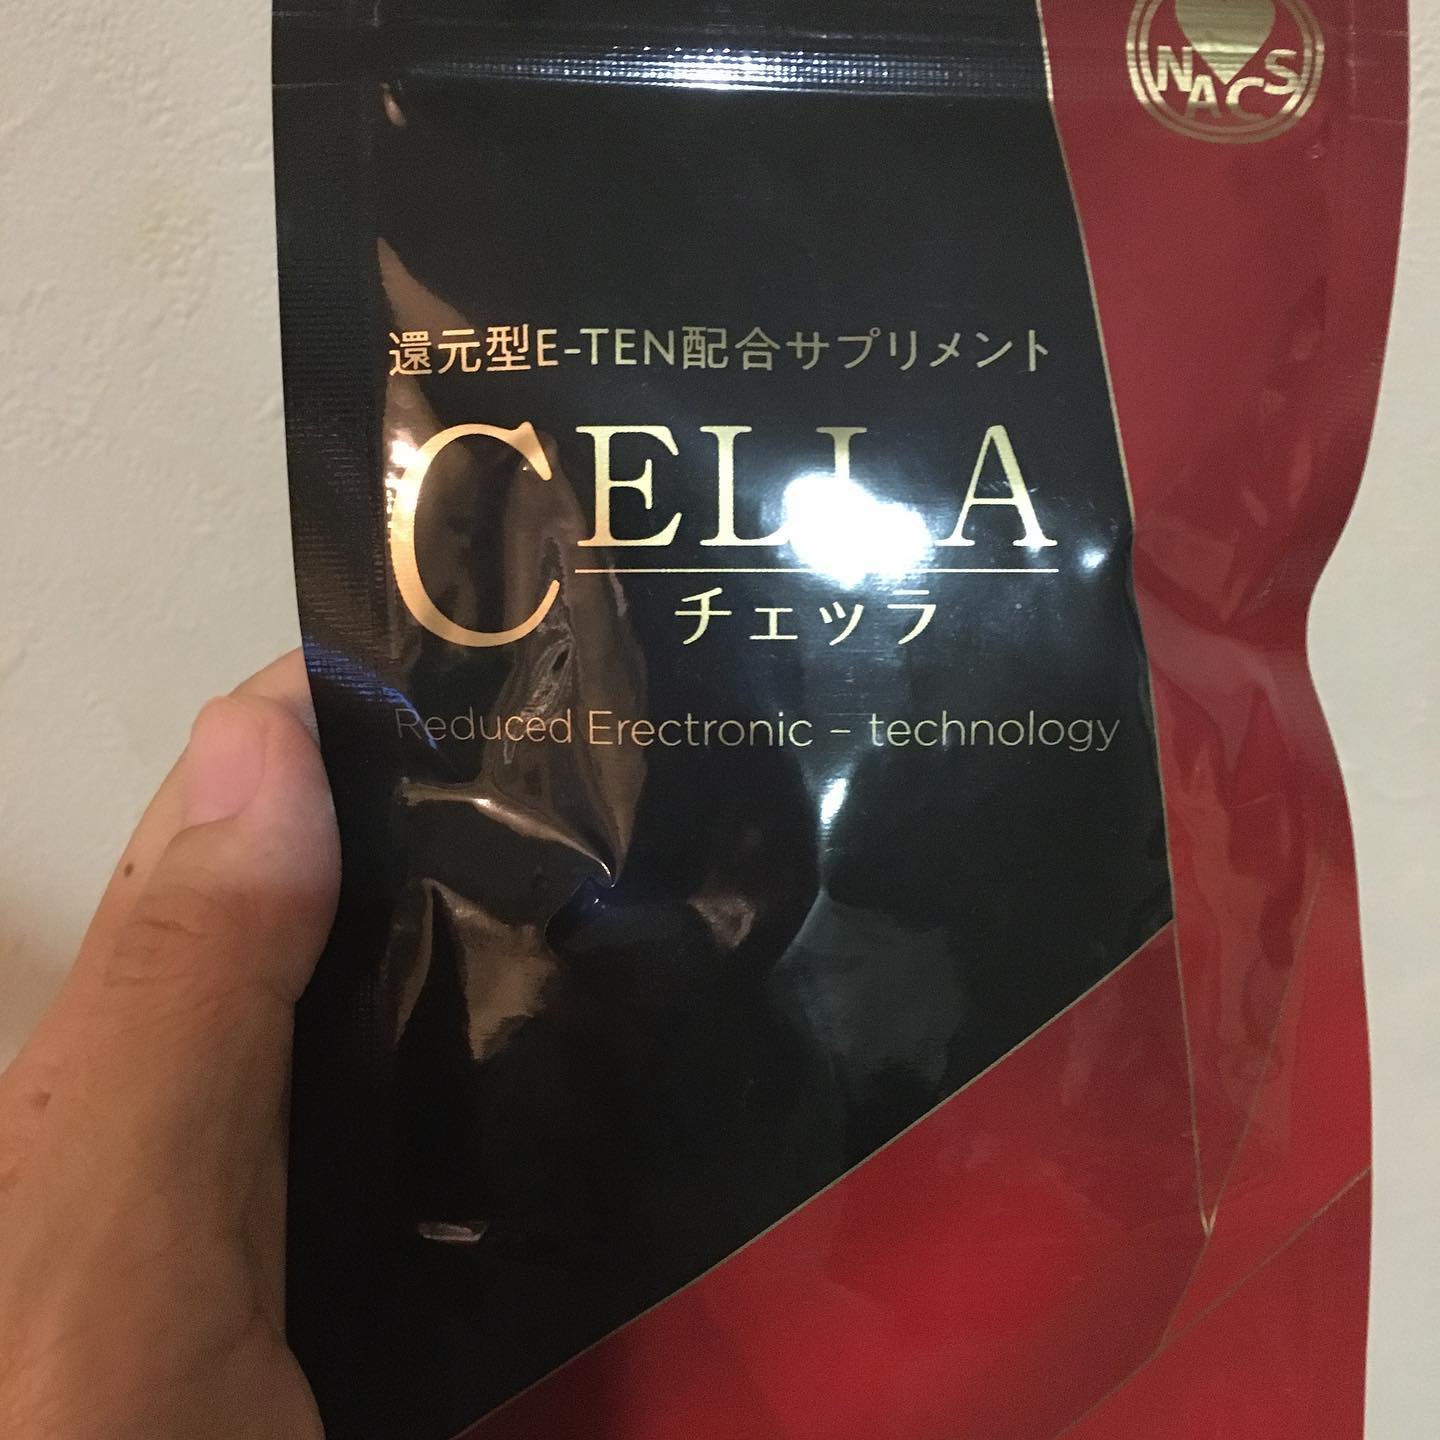 NACS
還元型E-TEN配合サプリメント
CELLA
チェッラ
Reduced Erectronic – technology